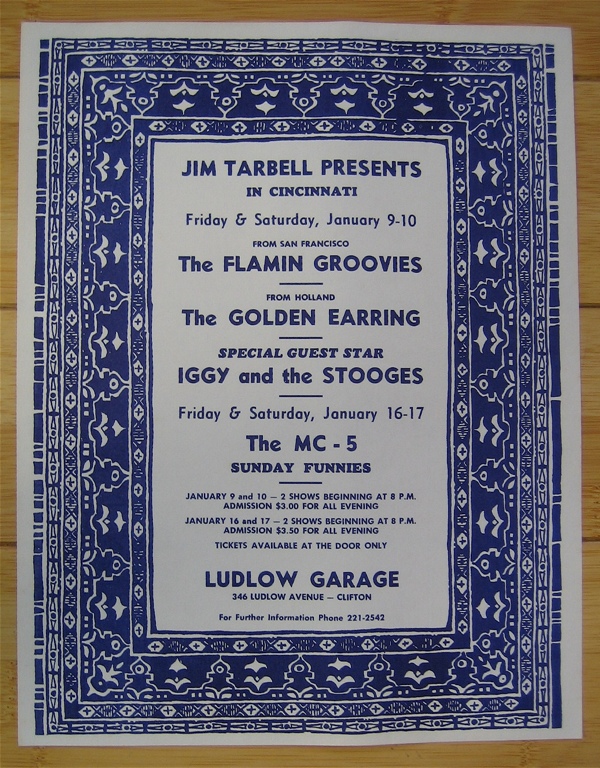 JIM TARBELL PRESENTS
IN CINCINNATI
Friday & Saturday, January 9-10
FROM SAN FRANCISCO
The FLAMIN GROOVIES
FROM HOLLAND
The GOLDEN EARRING
SPECIAL GUEST STAR
IGGY and the STOOGES
Friday & Saturday, January 16-17
The MC - 5
SUNDAY FUNNIES
JANUARY 9 and 10 — 2 SHOWS BEGINNING AT 8 P.M.
ADMISSION $3.00 FOR ALL EVENING
JANUARY 16 and 17 — 2 SHOWS BEGINNING AT 8 P.M.
ADMISSION $3.50 FOR ALL EVENING
TICKETS AVAILABLE AT THE DOOR ONLY
LUDLOW GARAGE
346 LUDLOW AVENUE — CLIFTON
For Further Information Phone 221-2542